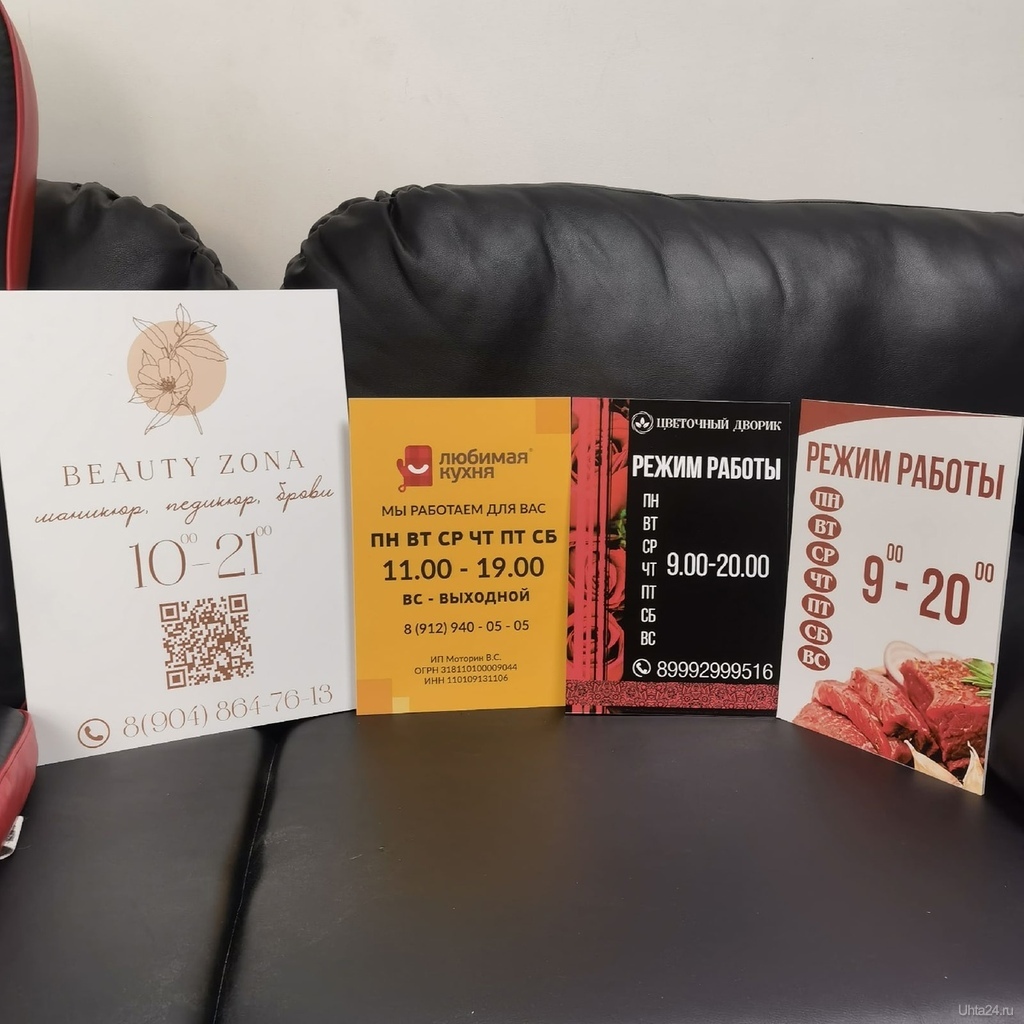 BEAUTY ZONA
маникюр, педикюр, брови
10⁰⁰-21⁰⁰
8(904) 864-76-13
любимая®
кухня
МЫ РАБОТАЕМ ДЛЯ ВАС
ПН ВТ СР ЧТ ПТ СБ
11.00 - 19.00
ВС - ВЫХОДНОЙ
8 (912) 940 - 05 - 05
ИП Моторин В.С.
ОГРН 318110100009044
ИНН 110109131106
ЦВЕТОЧНЫЙ ДВОРИК
РЕЖИМ РАБОТЫ
ПН
ВТ
СР
ЧТ
ПТ
СБ
ВС
9.00-20.00
89992999516
РЕЖИМ РАБОТЫ
ПН
ВТ
СР
ЧТ
ПТ
СБ
ВС
9⁰⁰ - 20⁰⁰
Uhta24.ru